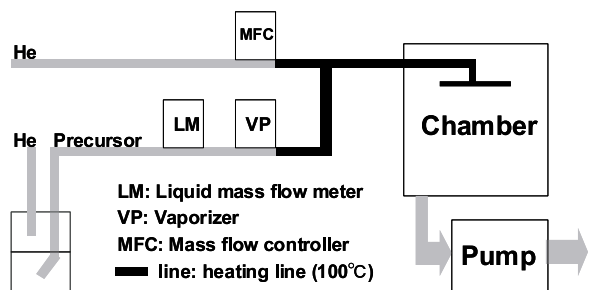 MFC
He
Chamber
LM
VP
He
Precursor
LM: Liquid mass flow meter
VP: Vaporizer
MFC: Mass flow controller
line: heating line (100℃)
Pump